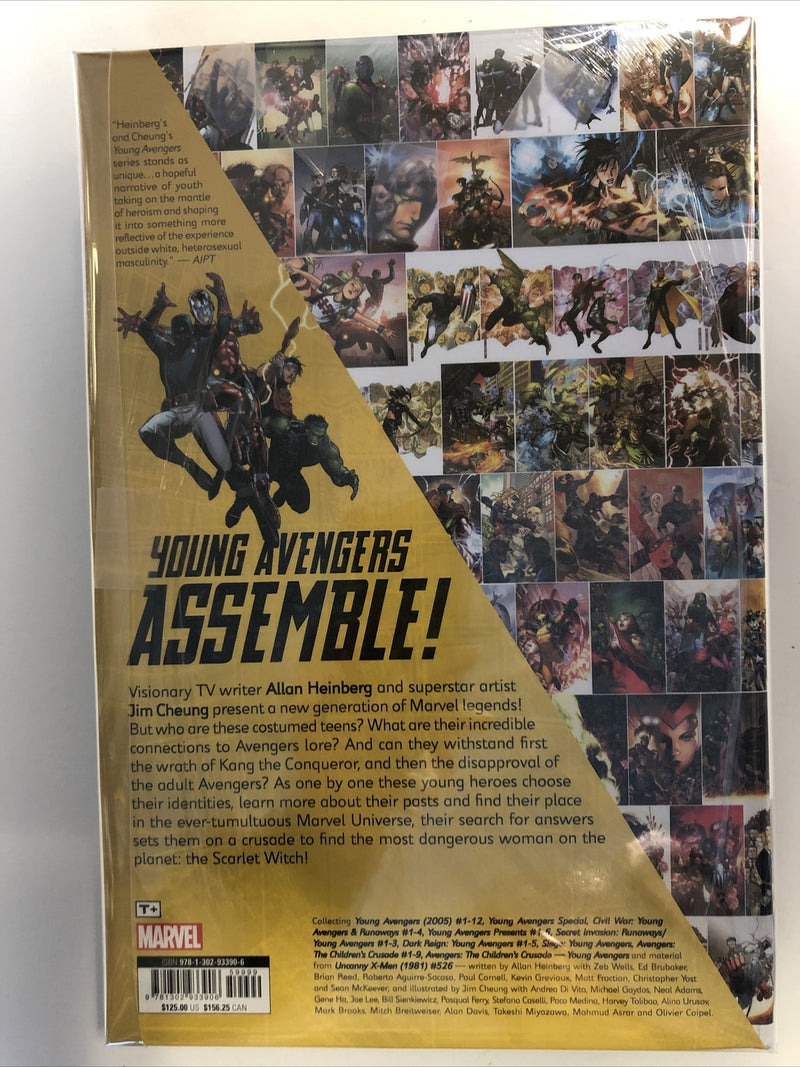 "Heinberg's
and Cheung's
Young Avengers
series stands as
unique...a hopeful
narrative of youth
taking on the mantle
of heroism and shaping
it into something more
reflective of the experience
outside white, heterosexual
masculinity." — AIPT
YOUNG AVENGERS
ASSEMBLE!
Visionary TV writer Allan Heinberg and superstar artist
Jim Cheung present a new generation of Marvel legends!
But who are these costumed teens? What are their incredible
connections to Avengers lore? And can they withstand first
the wrath of Kang the Conqueror, and then the disapproval of
the adult Avengers? As one by one these young heroes choose
their identities, learn more about their pasts and find their place
in the ever-tumultuous Marvel Universe, their search for answers
sets them on a crusade to find the most dangerous woman on the
planet: the Scarlet Witch!
T+
MARVEL
ISBN 978-1-302-93390-6
59999
9 781302 933906
$125.00 US $156.25 CAN
Collecting Young Avengers (2005) #1-12, Young Avengers Special, Civil War: Young
Avengers & Runaways #1-4, Young Avengers Presents #1-6, Secret Invasion: Runaways/
Young Avengers #1-3, Dark Reign: Young Avengers #1-5, Siege: Young Avengers, Avengers:
The Children's Crusade #1-9, Avengers: The Children's Crusade — Young Avengers and material
from Uncanny X-Men (1981) #526 — written by Allan Heinberg with Zeb Wells, Ed Brubaker,
Brian Reed, Roberto Aguirre-Sacasa, Paul Cornell, Kevin Grevioux, Matt Fraction, Christopher Yost
and Sean McKeever; and illustrated by Jim Cheung with Andrea Di Vito, Michael Gaydos, Neal Adams,
Gene Ha, Jae Lee, Bill Sienkiewicz, Pasqual Ferry, Stefano Caselli, Paco Medina, Harvey Talibao, Alina Urusov,
Mark Brooks, Mitch Breitweiser, Alan Davis, Takeshi Miyazawa, Mahmud Asrar and Olivier Coipel.